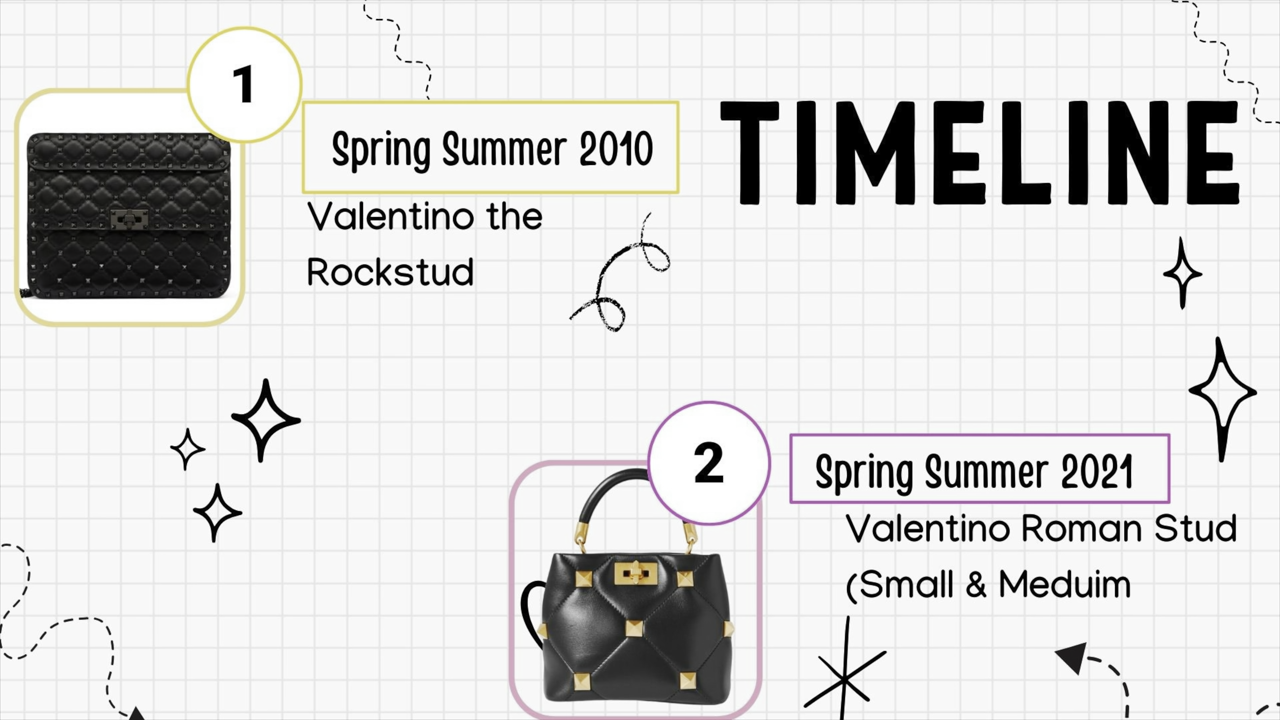 1
Spring Summer 2010
TIMELINE
Valentino the
Rockstud
2
Spring Summer 2021
Valentino Roman Stud
(Small & Meduim